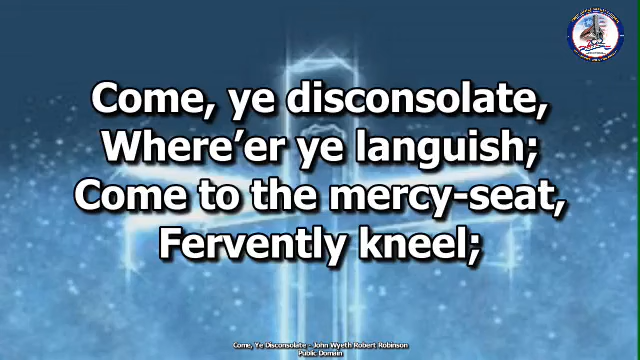 Come, ye disconsolate,
Where’er ye languish;
Come to the mercy-seat,
Fervently kneel;
Come, Ye Disconsolate - John Wyeth Robert Robinson
Public Domain